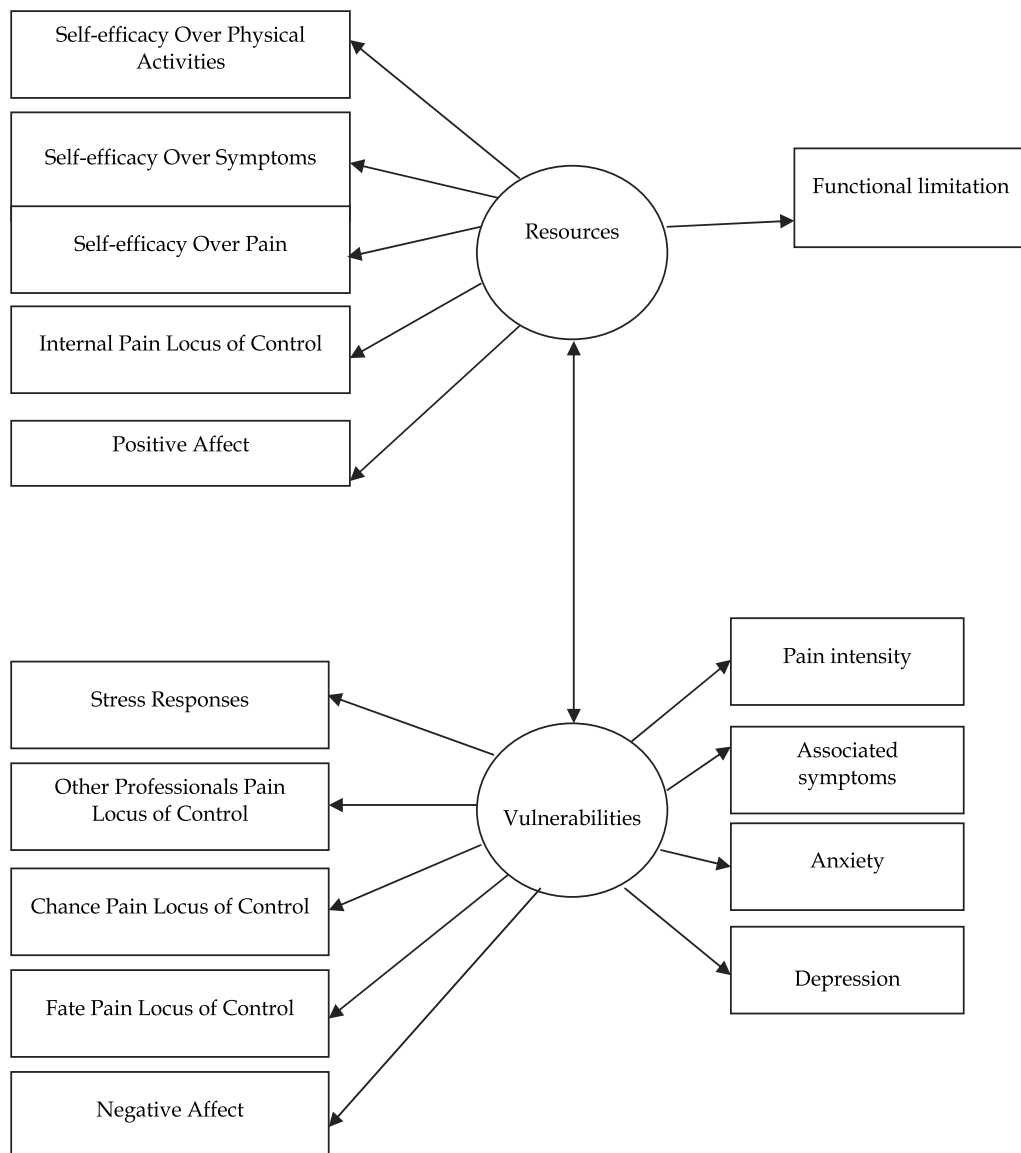 Self-efficacy Over Physical
Activities
Self-efficacy Over Symptoms
Self-efficacy Over Pain
Internal Pain Locus of Control
Positive Affect
Resources
Functional limitation
Stress Responses
Other Professionals Pain
Locus of Control
Chance Pain Locus of Control
Fate Pain Locus of Control
Negative Affect
Vulnerabilities
Pain intensity
Associated
symptoms
Anxiety
Depression